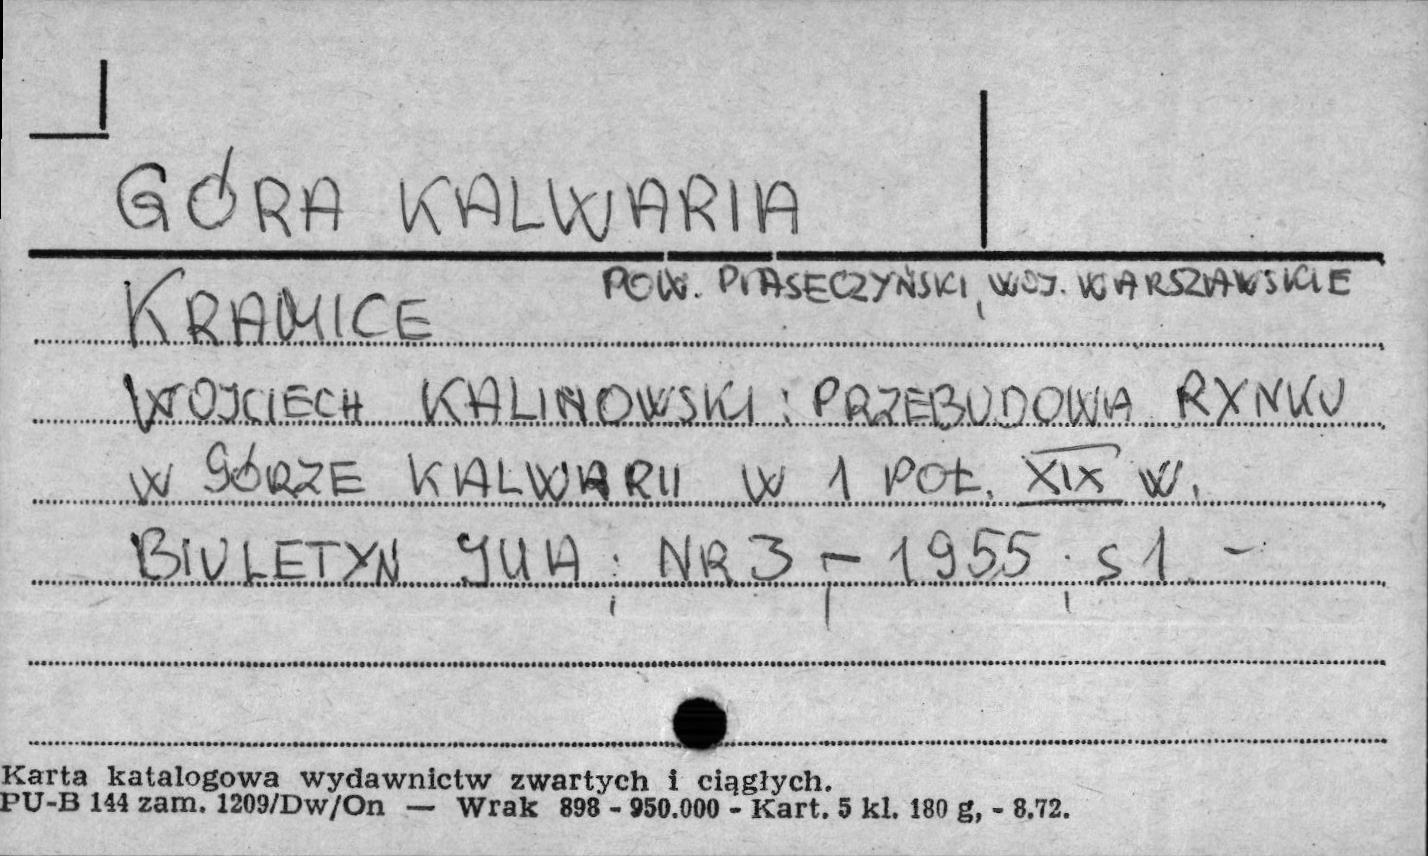 GÓRA KALWARIA
POW. PIASECZYŃSKI, WOJ. WARSZAWSKIE
KRAMICE
WOJCIECH KALINOWSKI: PRZEBUDOWA RYNKU
W GÓRZE KALWARII W 1 POŁ. XIX W.
BIULETYN IUA; NR 3 - 1955; s 1 -
Karta katalogowa wydawnictw zwartych i ciągłych.
PU-B 144 zam. 1209/Dw/On — Wrak 898 - 950.000 - Kart. 5 kl. 180 g, - 8.72.